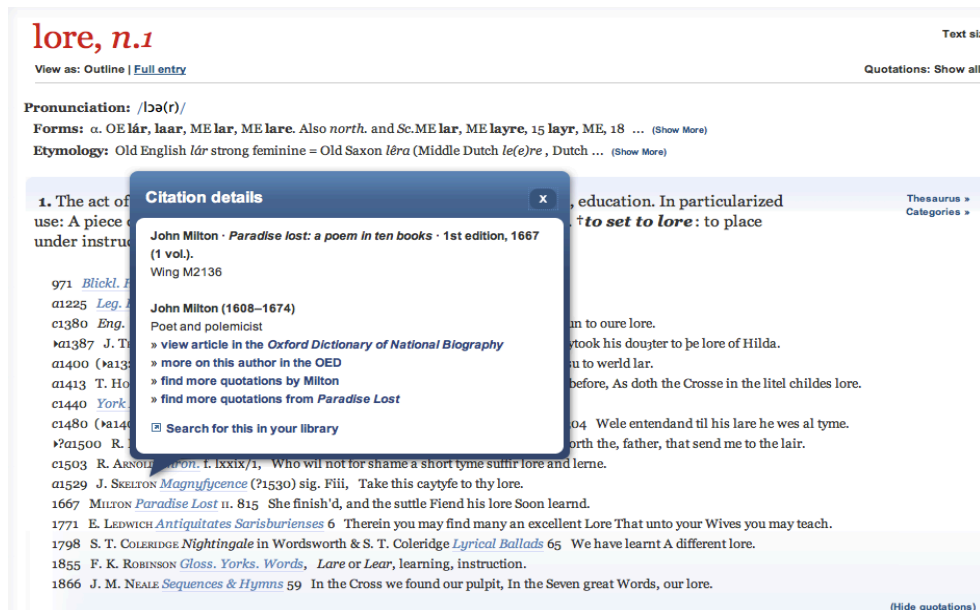 lore, n.1
Text si
View as: Outline | Full entry
Quotations: Show all
Pronunciation: /lɔə(r)/
Forms: α. OE lár, laar, ME lar, ME lare. Also north. and Sc.ME lar, ME layre, 15 layr, ME, 18 ... (Show More)
Etymology: Old English lár strong feminine = Old Saxon lêra (Middle Dutch le(e)re , Dutch ... (Show More)
1. The act of
, education. In particularized
use: A piece
. †to set to lore: to place
under instru
Thesaurus »
Categories »
Citation details
x
John Milton · Paradise lost: a poem in ten books · 1st edition, 1667
(1 vol.).
Wing M2136
John Milton (1608–1674)
Poet and polemicist
» view article in the Oxford Dictionary of National Biography
» more on this author in the OED
» find more quotations by Milton
» find more quotations from Paradise Lost
Search for this in your library
971 Blickl.
a1225 Leg.
c1380 Eng. un to oure lore.
a1387 J. T ytook his douȝter to þe lore of Hilda.
a1400 (▸a13 su to werld lar.
a1413 T. Ho before, As doth the Crosse in the litel childes lore.
c1440 York
c1480 (▸a14 04 Wele entendand til his lare he wes al tyme.
▸?a1500 R. orth the, father, that send me to the lair.
c1503 R. Arnold Chron. f. lxxix/1, Who wil not for shame a short tyme suffir lore and lerne.
a1529 J. Skelton Magnyfycence (?1530) sig. Fiii, Take this caytyfe to thy lore.
1667 Milton Paradise Lost ii. 815 She finish'd, and the suttle Fiend his lore Soon learnd.
1771 E. Ledwich Antiquitates Sarisburienses 6 Therein you may find many an excellent Lore That unto your Wives you may teach.
1798 S. T. Coleridge Nightingale in Wordsworth & S. T. Coleridge Lyrical Ballads 65 We have learnt A different lore.
1855 F. K. Robinson Gloss. Yorks. Words, Lare or Lear, learning, instruction.
1866 J. M. Neale Sequences & Hymns 59 In the Cross we found our pulpit, In the Seven great Words, our lore.
(Hide quotations)